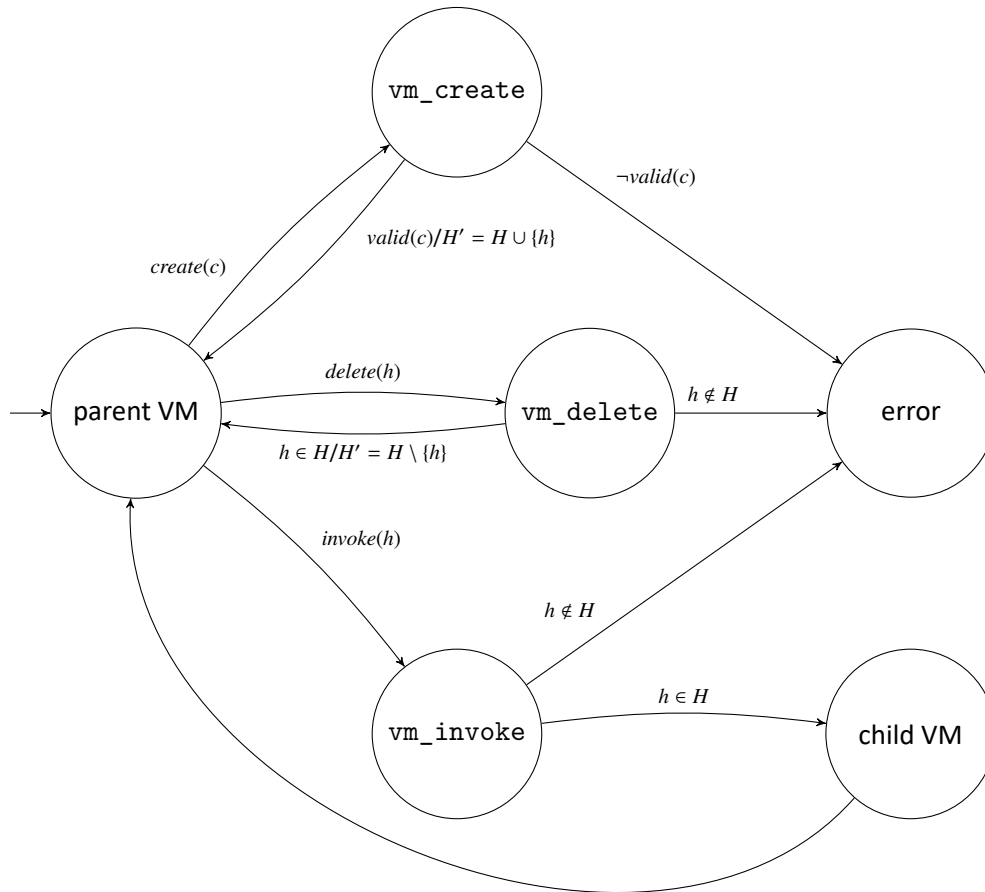 vm_create
¬valid(c)
valid(c)/H′ = H ∪ {h}
create(c)
delete(h)
parent VM
vm_delete
h ∉ H
error
h ∈ H/H′ = H \ {h}
invoke(h)
h ∉ H
h ∈ H
vm_invoke
child VM